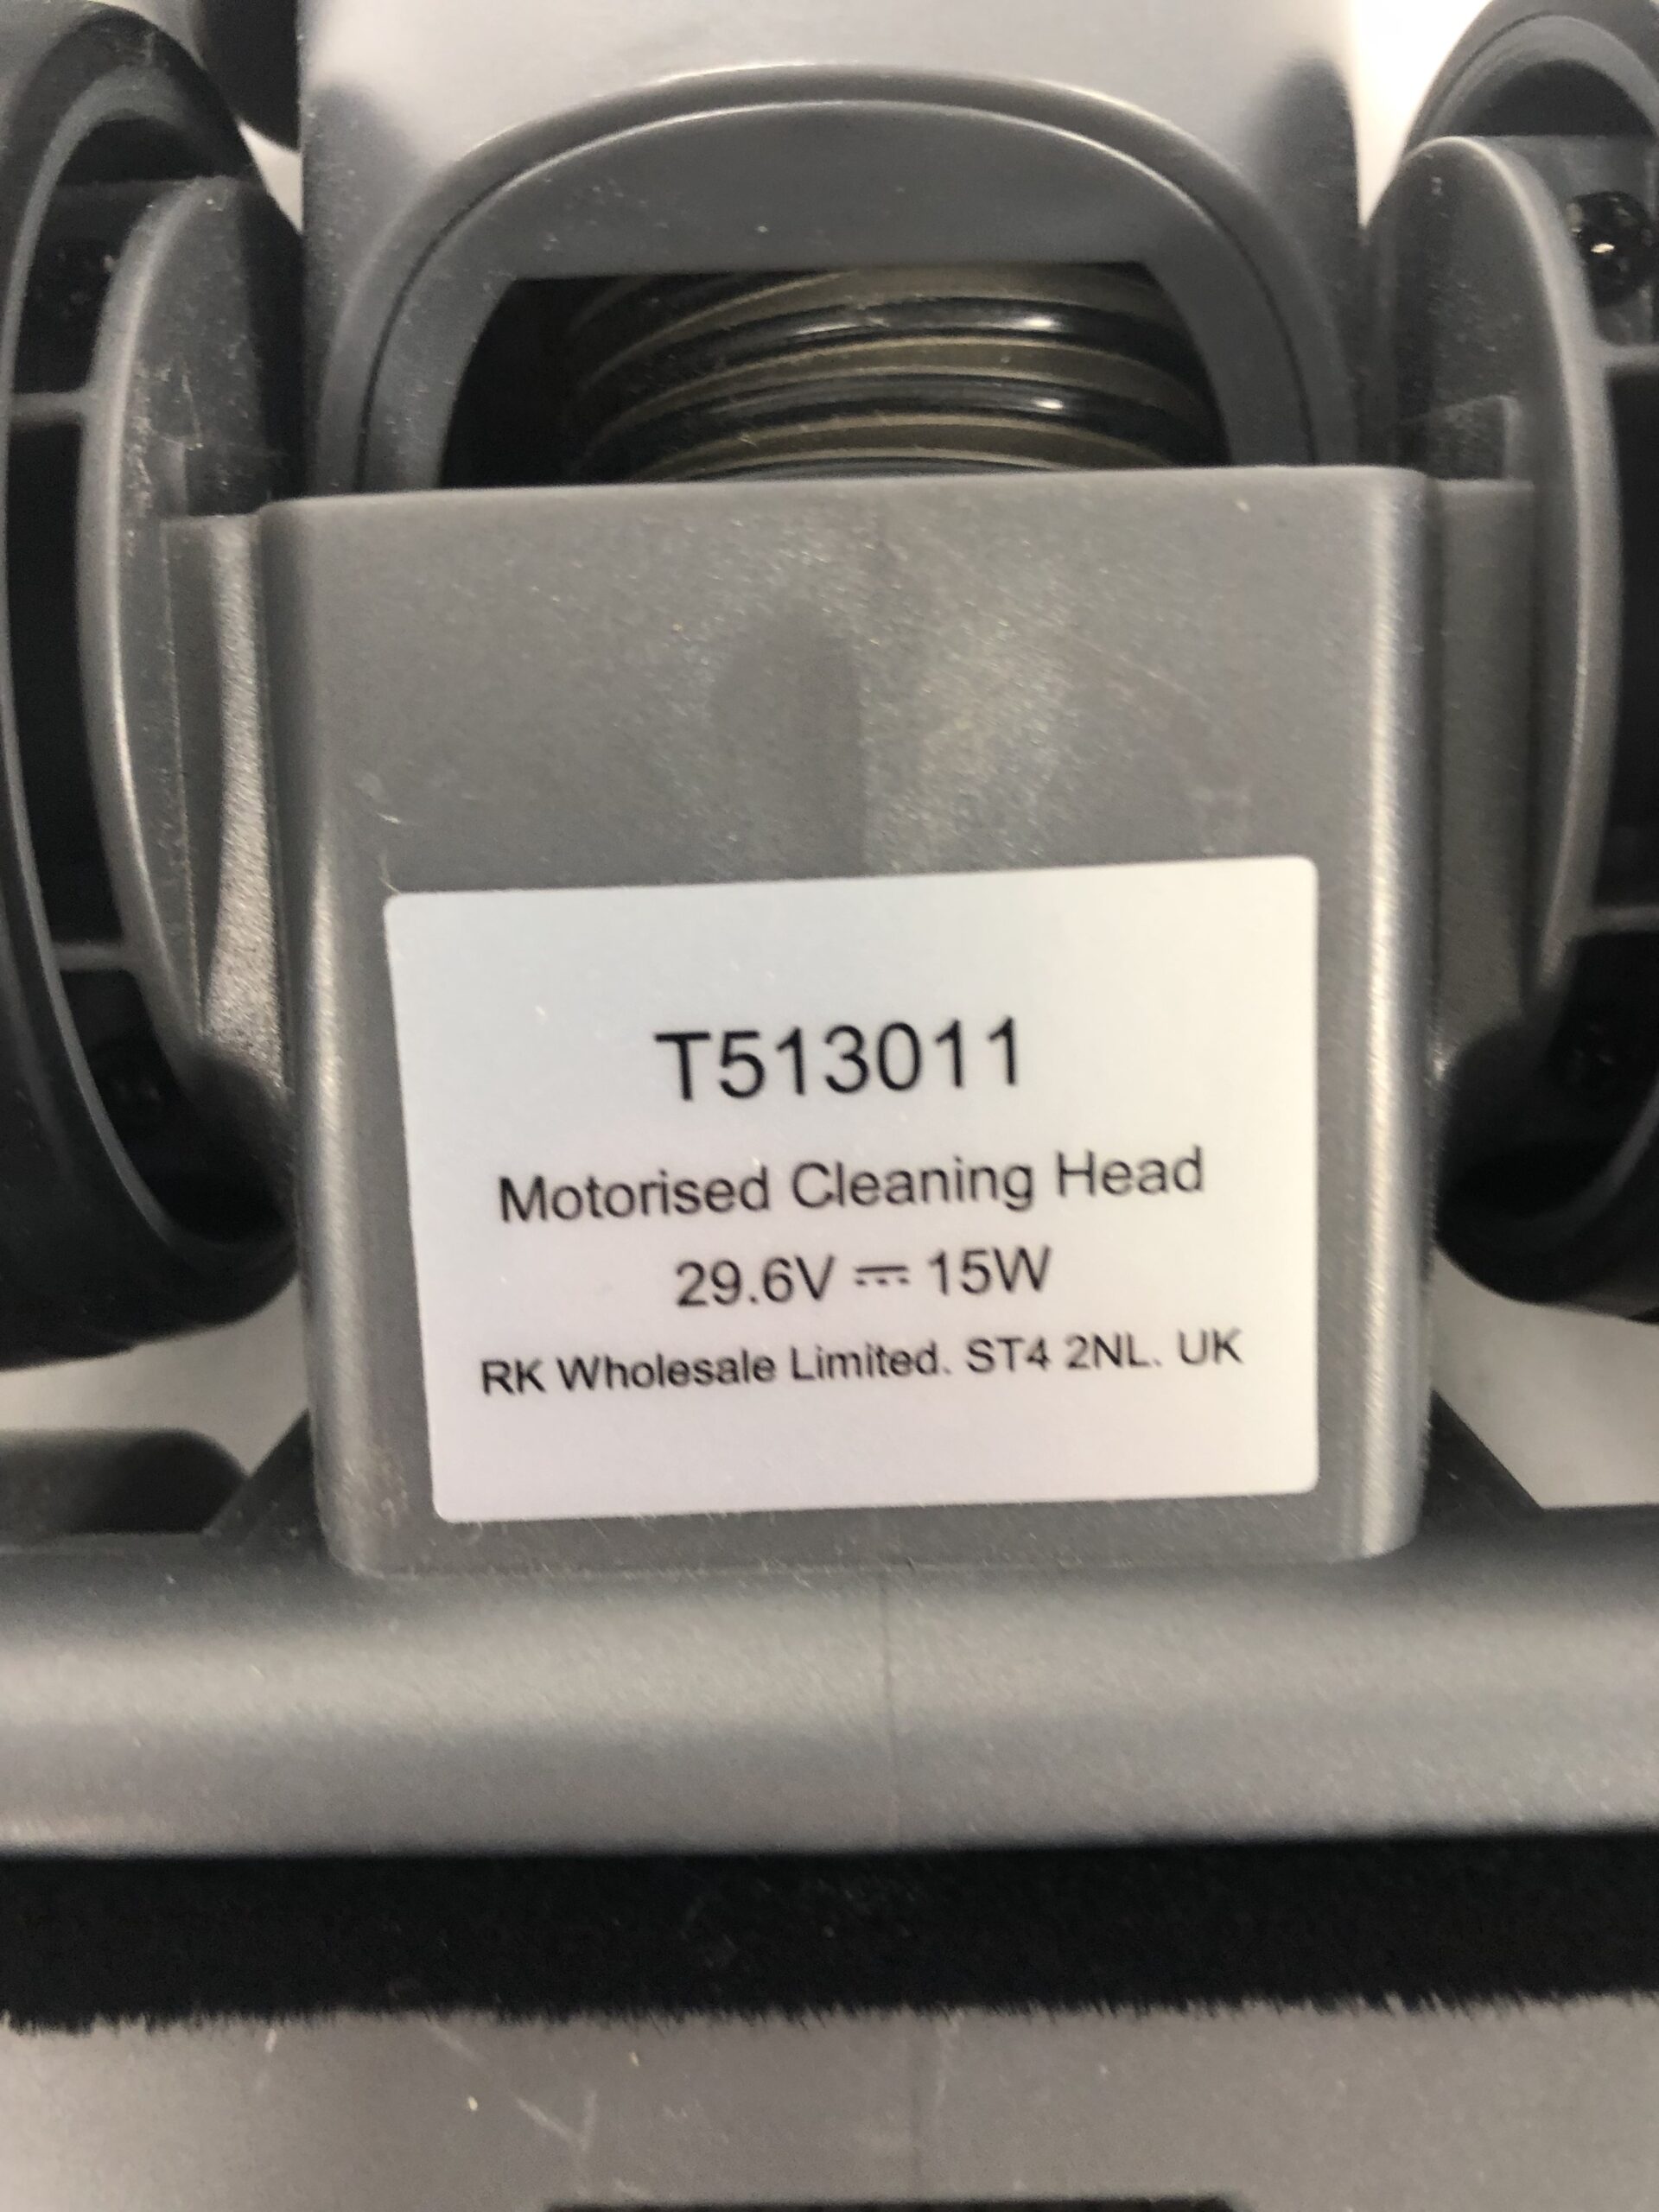 T513011
Motorised Cleaning Head
29.6V ⎓ 15W
RK Wholesale Limited. ST4 2NL. UK